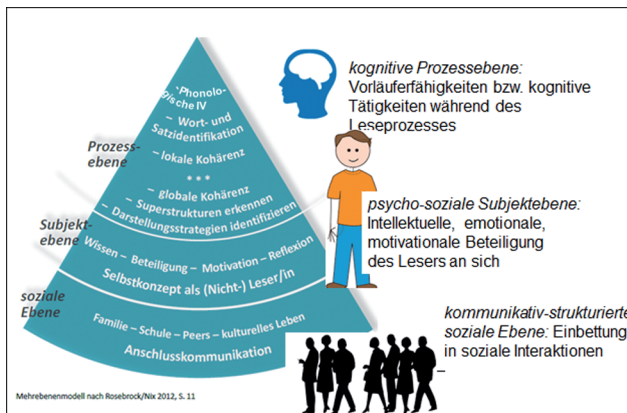 'Phonolo-
gische IV
– Wort- und
Satzidentifikation
– lokale Kohärenz
* * *
– globale Kohärenz
– Superstrukturen erkennen
– Darstellungsstrategien identifizieren
Prozess-
ebene
Wissen – Beteiligung – Motivation – Reflexion
Selbstkonzept als (Nicht-) Leser/in
Subjekt-
ebene
Familie – Schule – Peers – kulturelles Leben
Anschlusskommunikation
soziale
Ebene
kognitive Prozessebene:
Vorläuferfähigkeiten bzw. kognitive
Tätigkeiten während des
Leseprozesses
psycho-soziale Subjektebene:
Intellektuelle, emotionale,
motivationale Beteiligung
des Lesers an sich
kommunikativ-strukturierte
soziale Ebene: Einbettung
in soziale Interaktionen
–
Mehrebenenmodell nach Rosebrock/Nix 2012, S. 11